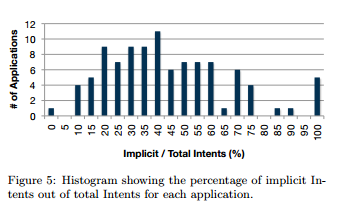 12
10
8
6
4
2
0
# of Applications
0 5 10 15 20 25 30 35 40 45 50 55 60 65 70 75 80 85 90 95 100
Implicit / Total Intents (%)
Figure 5: Histogram showing the percentage of implicit In-
tents out of total Intents for each application.